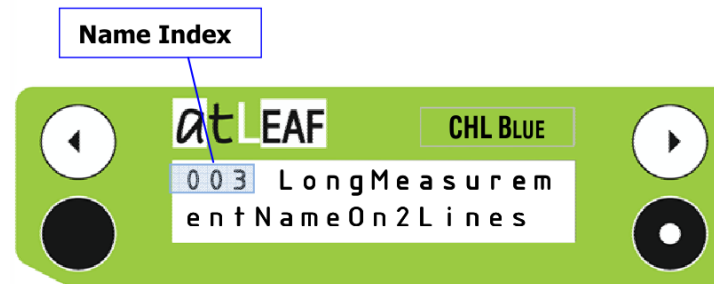 Name Index
atLEAF
CHL BLUE
003 LongMeasurem
entNameOn2Lines